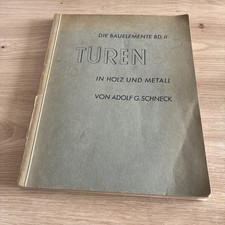 DIE BAUELEMENTE BD. II
TÜREN
IN HOLZ UND METALL
VON ADOLF G. SCHNECK